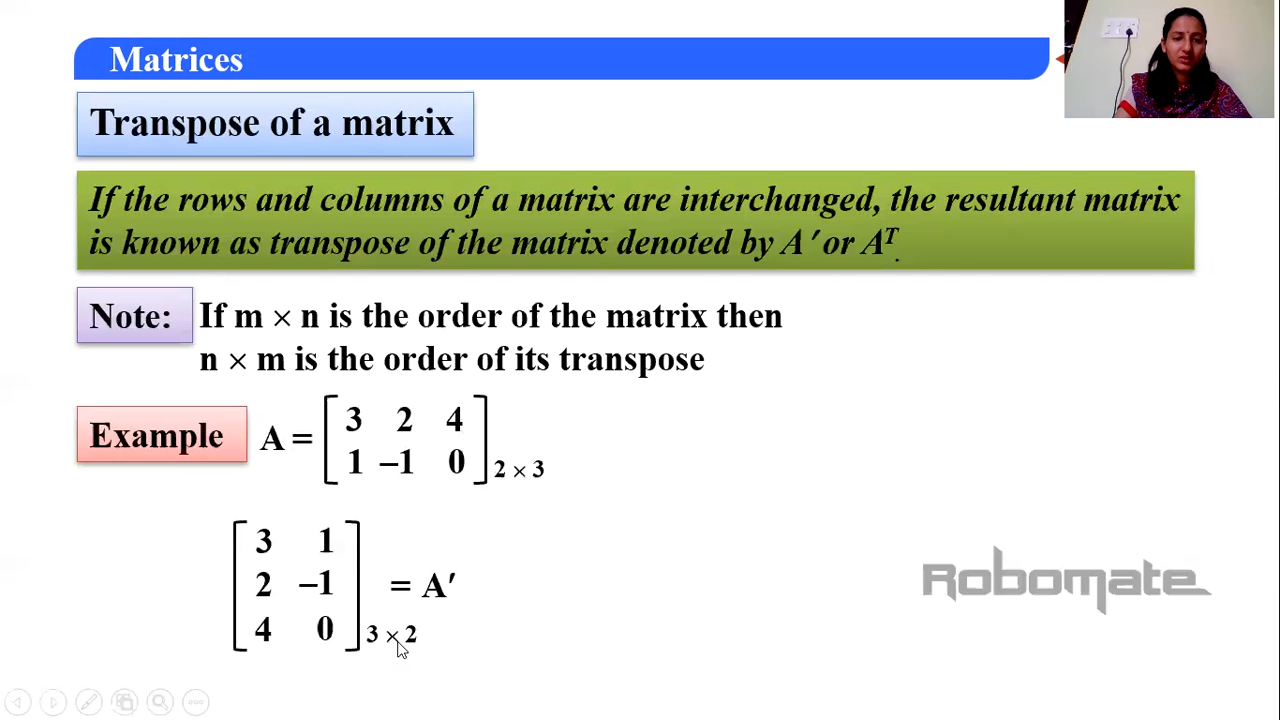 Matrices
Transpose of a matrix
If the rows and columns of a matrix are interchanged, the resultant matrix
is known as transpose of the matrix denoted by A′ or Aᵀ.
Note: If m × n is the order of the matrix then
n × m is the order of its transpose
Example A = [ 3 2 4
1 –1 0 ] 2 × 3
[ 3 1
2 –1
4 0 ] 3 × 2 = A′
Robomate